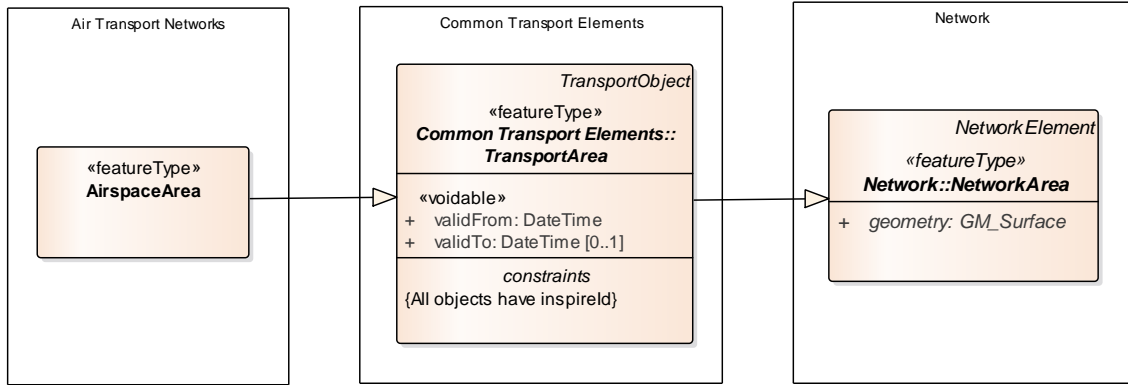 Air Transport Networks
«featureType»
AirspaceArea
Common Transport Elements
TransportObject
«featureType»
Common Transport Elements::
TransportArea
«voidable»
+ validFrom: DateTime
+ validTo: DateTime [0..1]
constraints
{All objects have inspireId}
Network
NetworkElement
«featureType»
Network::NetworkArea
+ geometry: GM_Surface